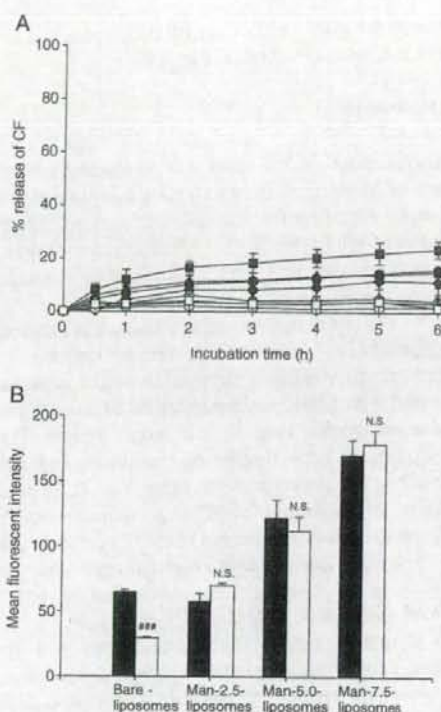 A
100
80
60
40
20
0
% release of CF
0 1 2 3 4 5 6
Incubation time (h)
B
200
150
100
50
0
Mean fluorescent intensity
###
N.S.
N.S.
N.S.
Bare - Man-2.5- Man-5.0- Man-7.5-
liposomes liposomes liposomes liposomes